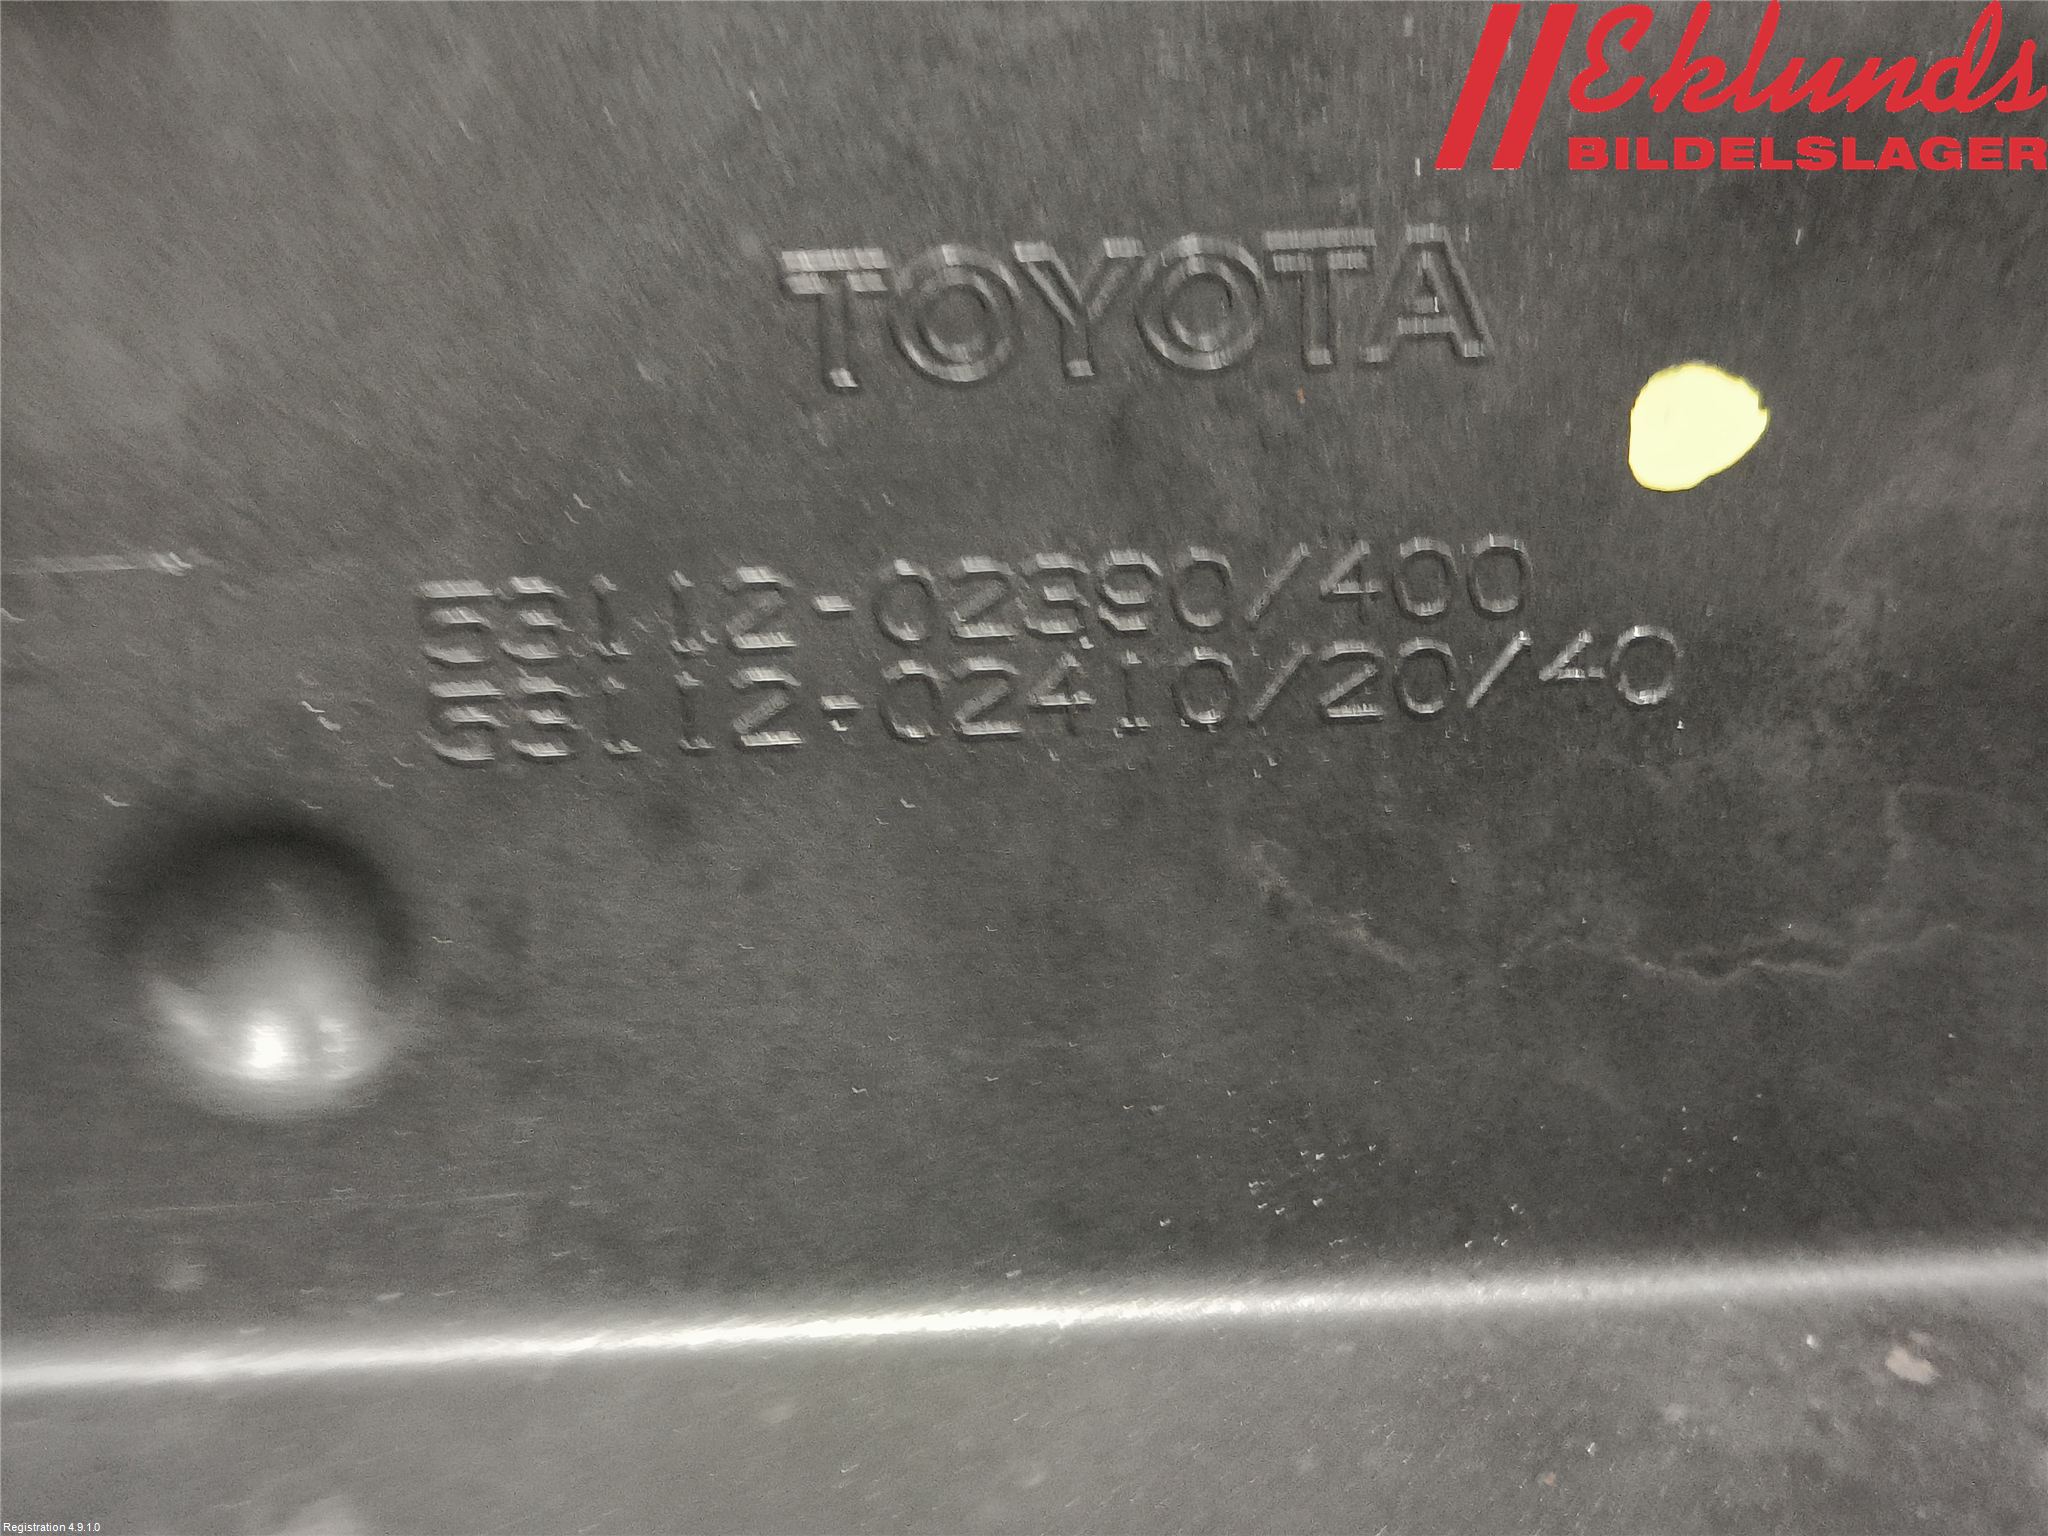 Eklunds
BILDELSLAGER
TOYOTA
53112-02390/400
53112-02410/20/40
Registration 4.9.1.0